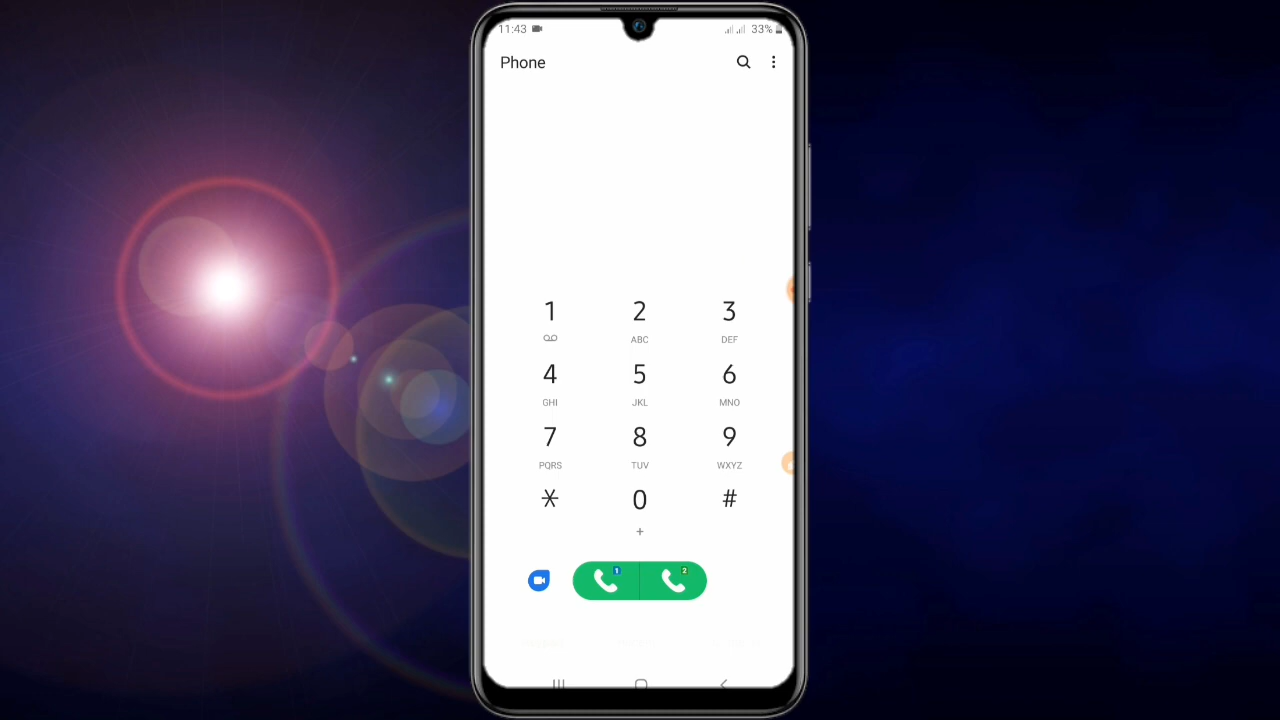 11:43 33%
Phone
1 2 3
ABC DEF
4 5 6
GHI JKL MNO
7 8 9
PQRS TUV WXYZ
* 0 #
+
1 2